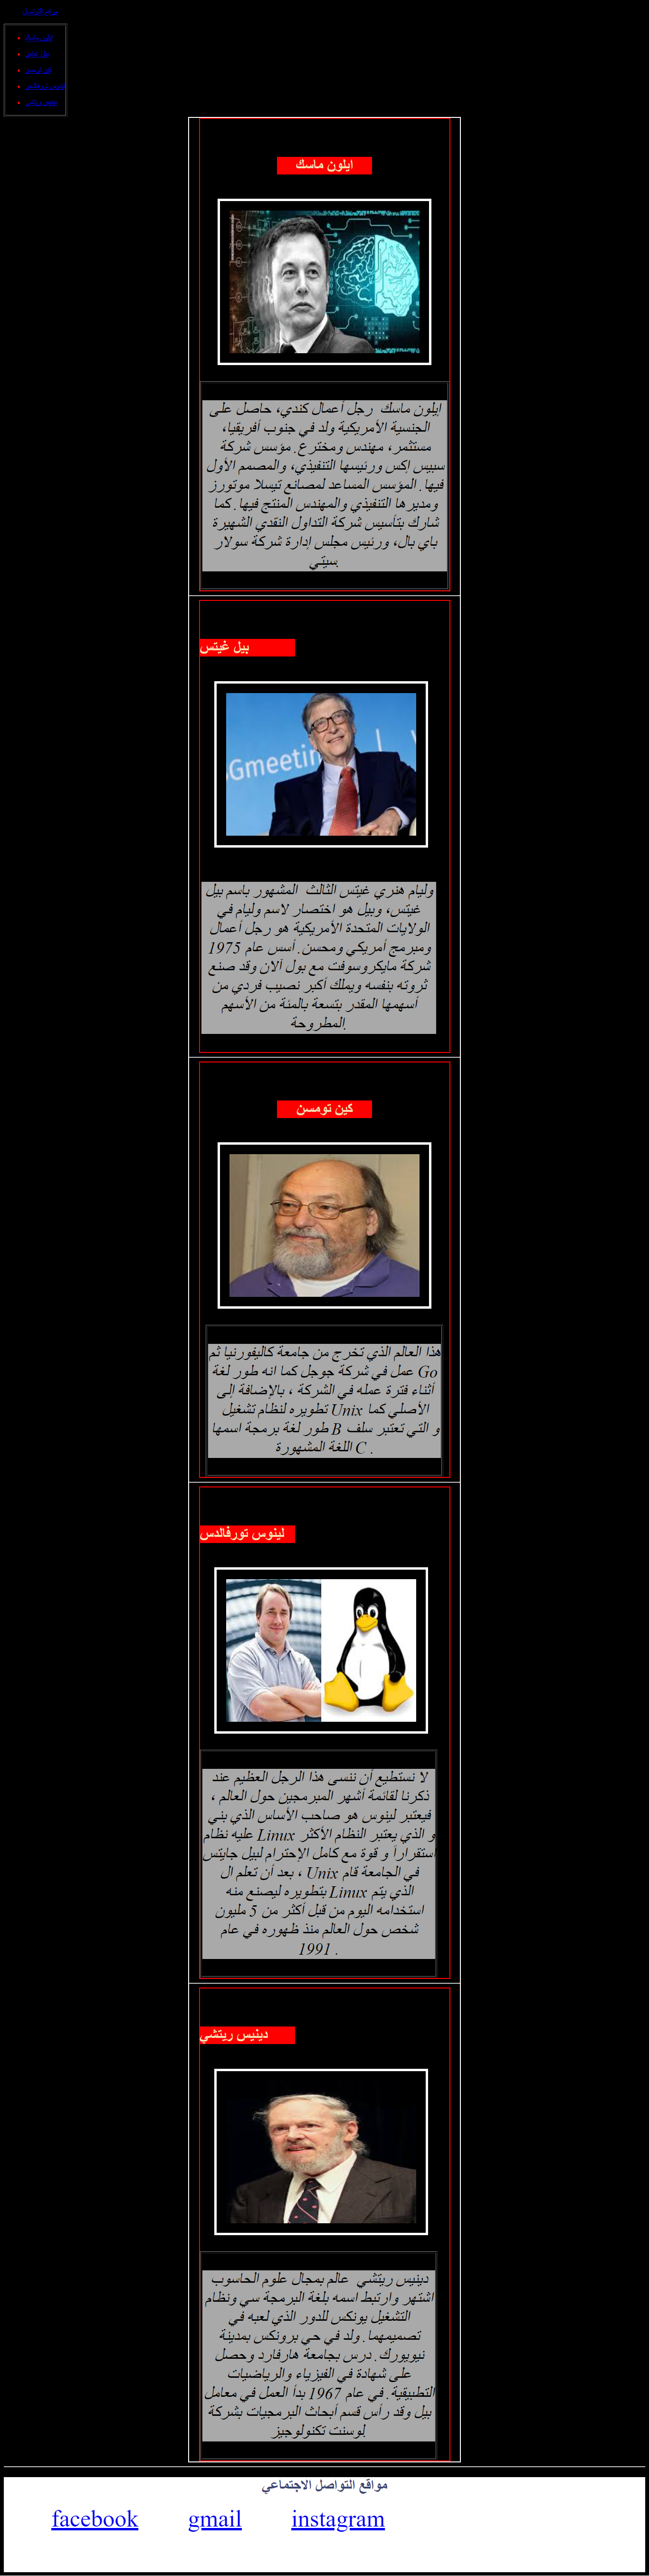 ايلون ماسك
إيلون ماسك رجل أعمال كندي، حاصل على
الجنسية الأمريكية ولد في جنوب أفريقيا،
مستثمر، مهندس ومخترع. مؤسس شركة
سبيس إكس ورئيسها التنفيذي، والمصمم الأول
فيها. المؤسس المساعد لمصانع تيسلا موتورز
ومديرها التنفيذي والمهندس المنتج فيها. كما
شارك بتأسيس شركة التداول النقدي الشهيرة
باي بال، ورئيس مجلس إدارة شركة سولار
سيتي.
بيل غيتس
Gmeeting
وليام هنري غيتس الثالث المشهور باسم بيل
غيتس، وبيل هو اختصار لاسم وليام في
الولايات المتحدة الأمريكية هو رجل أعمال
ومبرمج أمريكي ومحسن. أسس عام 1975
شركة مايكروسوفت مع بول آلان وقد صنع
ثروته بنفسه ويملك أكبر نصيب فردي من
أسهمها المقدر بتسعة بالمئة من الأسهم
المطروحة.
كين تومسن
هذا العالم الذي تخرج من جامعة كاليفورنيا ثم
عمل في شركة جوجل كما انه طور لغة Go
أثناء فترة عمله في الشركة ، بالإضافة إلى
تطويره لنظام تشغيل Unix الأصلي كما
طور لغة برمجة اسمها B و التي تعتبر سلف
اللغة المشهورة C .
لينوس تورفالدس
لا نستطيع أن ننسى هذا الرجل العظيم عند
ذكرنا لقائمة أشهر المبرمجين حول العالم ،
فيعتبر لينوس هو صاحب الأساس الذي بني
عليه نظام Linux و الذي يعتبر النظام الأكثر
استقراراً و قوة مع كامل الإحترام لبيل جايتس
، بعد أن تعلم ال Unix في الجامعة قام
بتطويره ليصنع منه Linux الذي يتم
استخدامه اليوم من قبل أكثر من 5 مليون
شخص حول العالم منذ ظهوره في عام
1991 .
دينيس ريتشي
دينيس ريتشي عالم بمجال علوم الحاسوب
اشتهر وارتبط اسمه بلغة البرمجة سي ونظام
التشغيل يونكس للدور الذي لعبه في
تصميمهما. ولد في حي برونكس بمدينة
نيويورك. درس بجامعة هارفارد وحصل
على شهادة في الفيزياء والرياضيات
التطبيقية. في عام 1967 بدأ العمل في معامل
بيل وقد رأس قسم أبحاث البرمجيات بشركة
لوسنت تكنولوجيز.
مواقع التواصل الاجتماعي
facebook gmail instagram